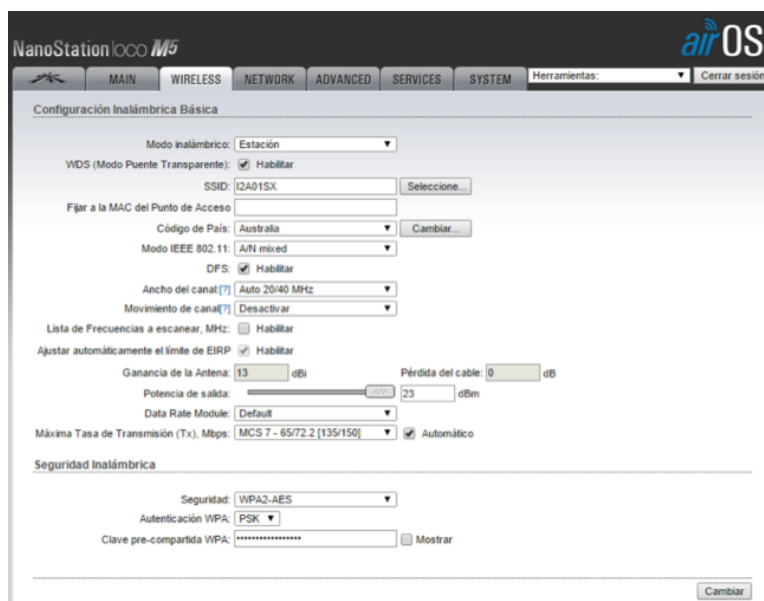 NanoStation loco M5
airOS
MAIN WIRELESS NETWORK ADVANCED SERVICES SYSTEM Herramientas: Cerrar sesión
Configuración Inalámbrica Básica
Modo inalámbrico: Estación
WDS (Modo Puente Transparente): Habilitar
SSID: I2A01SX Seleccione...
Fijar a la MAC del Punto de Acceso
Código de País: Australia Cambiar...
Modo IEEE 802.11: A/N mixed
DFS: Habilitar
Ancho del canal:[?] Auto 20/40 MHz
Movimiento de canal[?] Desactivar
Lista de Frecuencias a escanear, MHz: Habilitar
Ajustar automáticamente el límite de EIRP Habilitar
Ganancia de la Antena: 13 dBi Pérdida del cable: 0 dB
Potencia de salida: 23 dBm
Data Rate Module: Default
Máxima Tasa de Transmisión (Tx), Mbps: MCS 7 - 65/72.2 [135/150] Automático
Seguridad Inalámbrica
Seguridad: WPA2-AES
Autenticación WPA: PSK
Clave pre-compartida WPA: ••••••••••••••••• Mostrar
Cambiar